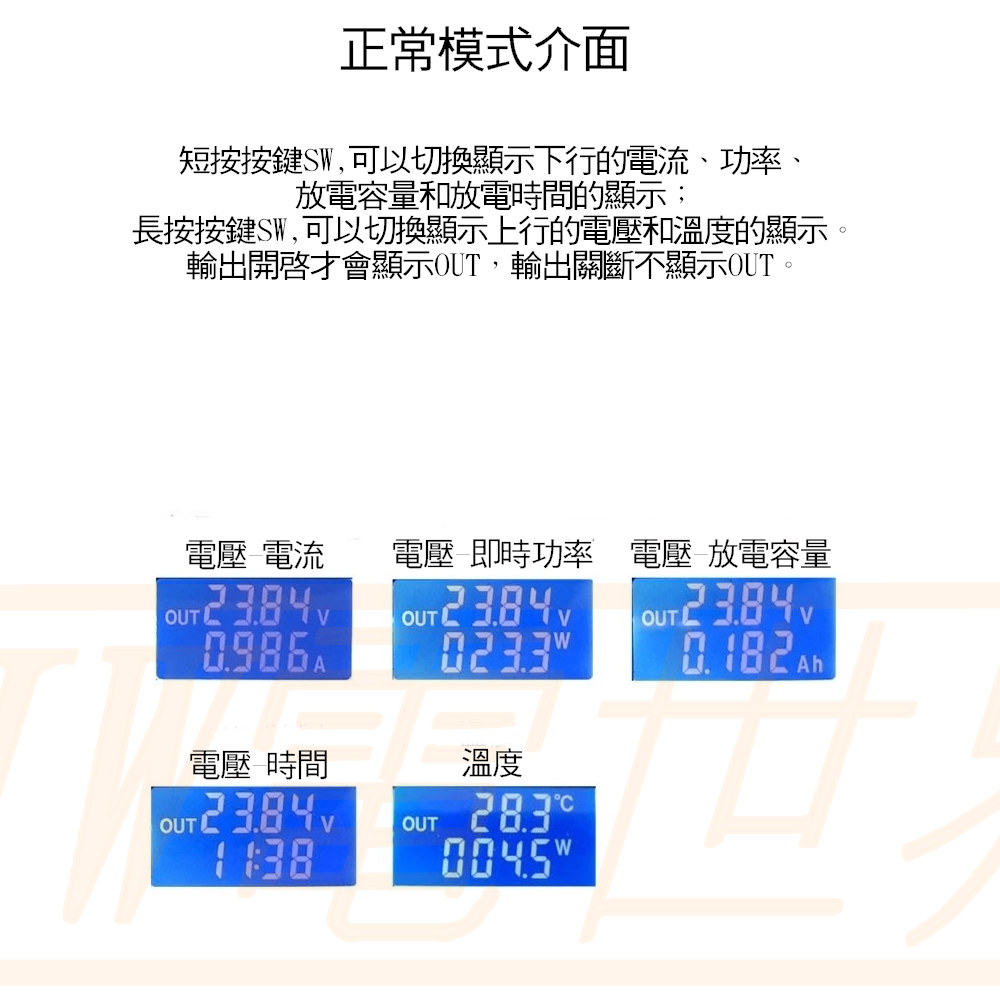 正常模式介面
短按按鍵SW,可以切換顯示下行的電流、功率、
放電容量和放電時間的顯示；
長按按鍵SW,可以切換顯示上行的電壓和溫度的顯示。
輸出開啓才會顯示OUT，輸出關斷不顯示OUT。
電壓-電流
OUT 23.84 V
0.986 A
電壓-即時功率
OUT 23.84 V
023.3 W
電壓-放電容量
OUT 23.84 V
0.182 Ah
電壓-時間
OUT 23.84 V
11:38
溫度
OUT 28.3 ℃
004.5 W
電世界